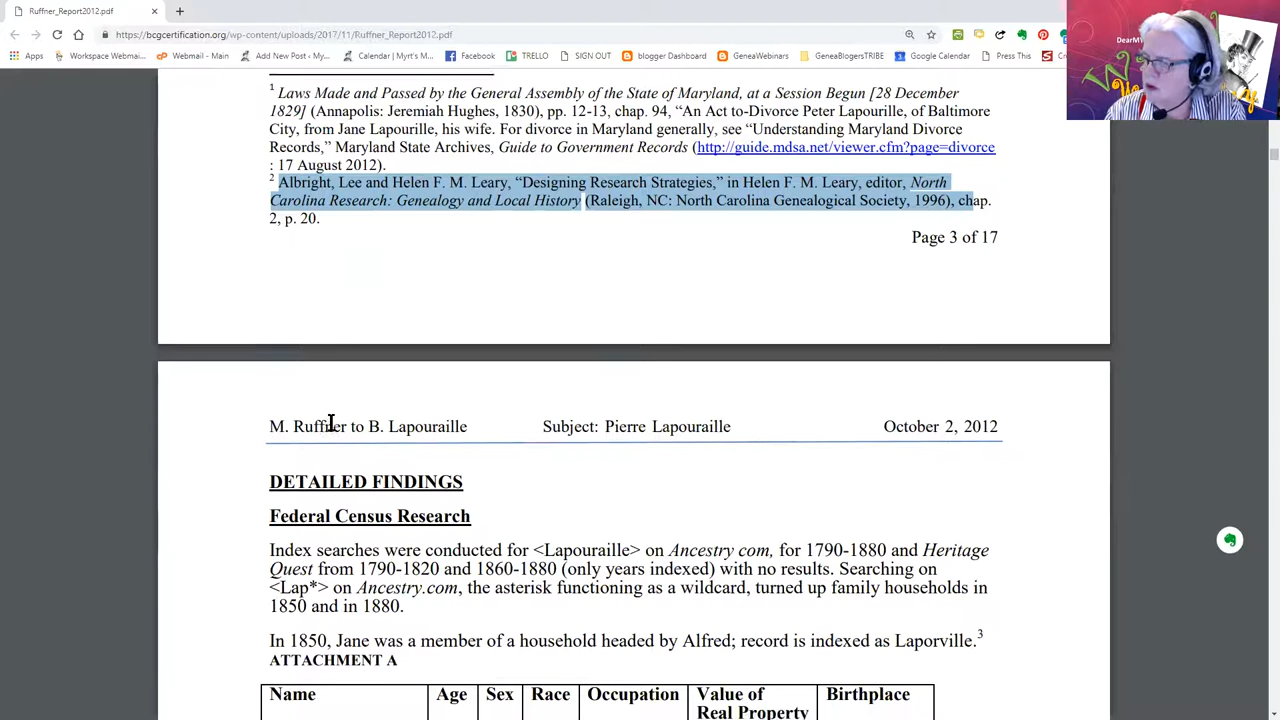 Ruffner_Report2012.pdf
https://bcgcertification.org/wp-content/uploads/2017/11/Ruffner_Report2012.pdf
Apps Workspace Webmai... Webmail - Main Add New Post ‹ My... Calendar | Myrt's M... Facebook TRELLO SIGN OUT blogger Dashboard GeneaWebinars GeneaBlogersTRIBE Google Calendar Press This
DearMY
1 Laws Made and Passed by the General Assembly of the State of Maryland, at a Session Begun [28 December
1829] (Annapolis: Jeremiah Hughes, 1830), pp. 12-13, chap. 94, “An Act to-Divorce Peter Lapourille, of Baltimore
City, from Jane Lapourille, his wife. For divorce in Maryland generally, see “Understanding Maryland Divorce
Records,” Maryland State Archives, Guide to Government Records (http://guide.mdsa.net/viewer.cfm?page=divorce
: 17 August 2012).
2 Albright, Lee and Helen F. M. Leary, “Designing Research Strategies,” in Helen F. M. Leary, editor, North
Carolina Research: Genealogy and Local History (Raleigh, NC: North Carolina Genealogical Society, 1996), chap.
2, p. 20.
Page 3 of 17
M. Ruffner to B. Lapouraille Subject: Pierre Lapouraille October 2, 2012
DETAILED FINDINGS
Federal Census Research
Index searches were conducted for <Lapouraille> on Ancestry com, for 1790-1880 and Heritage
Quest from 1790-1820 and 1860-1880 (only years indexed) with no results. Searching on
<Lap*> on Ancestry.com, the asterisk functioning as a wildcard, turned up family households in
1850 and in 1880.
In 1850, Jane was a member of a household headed by Alfred; record is indexed as Laporville.3
ATTACHMENT A
Name Age Sex Race Occupation Value of Birthplace
Real Property